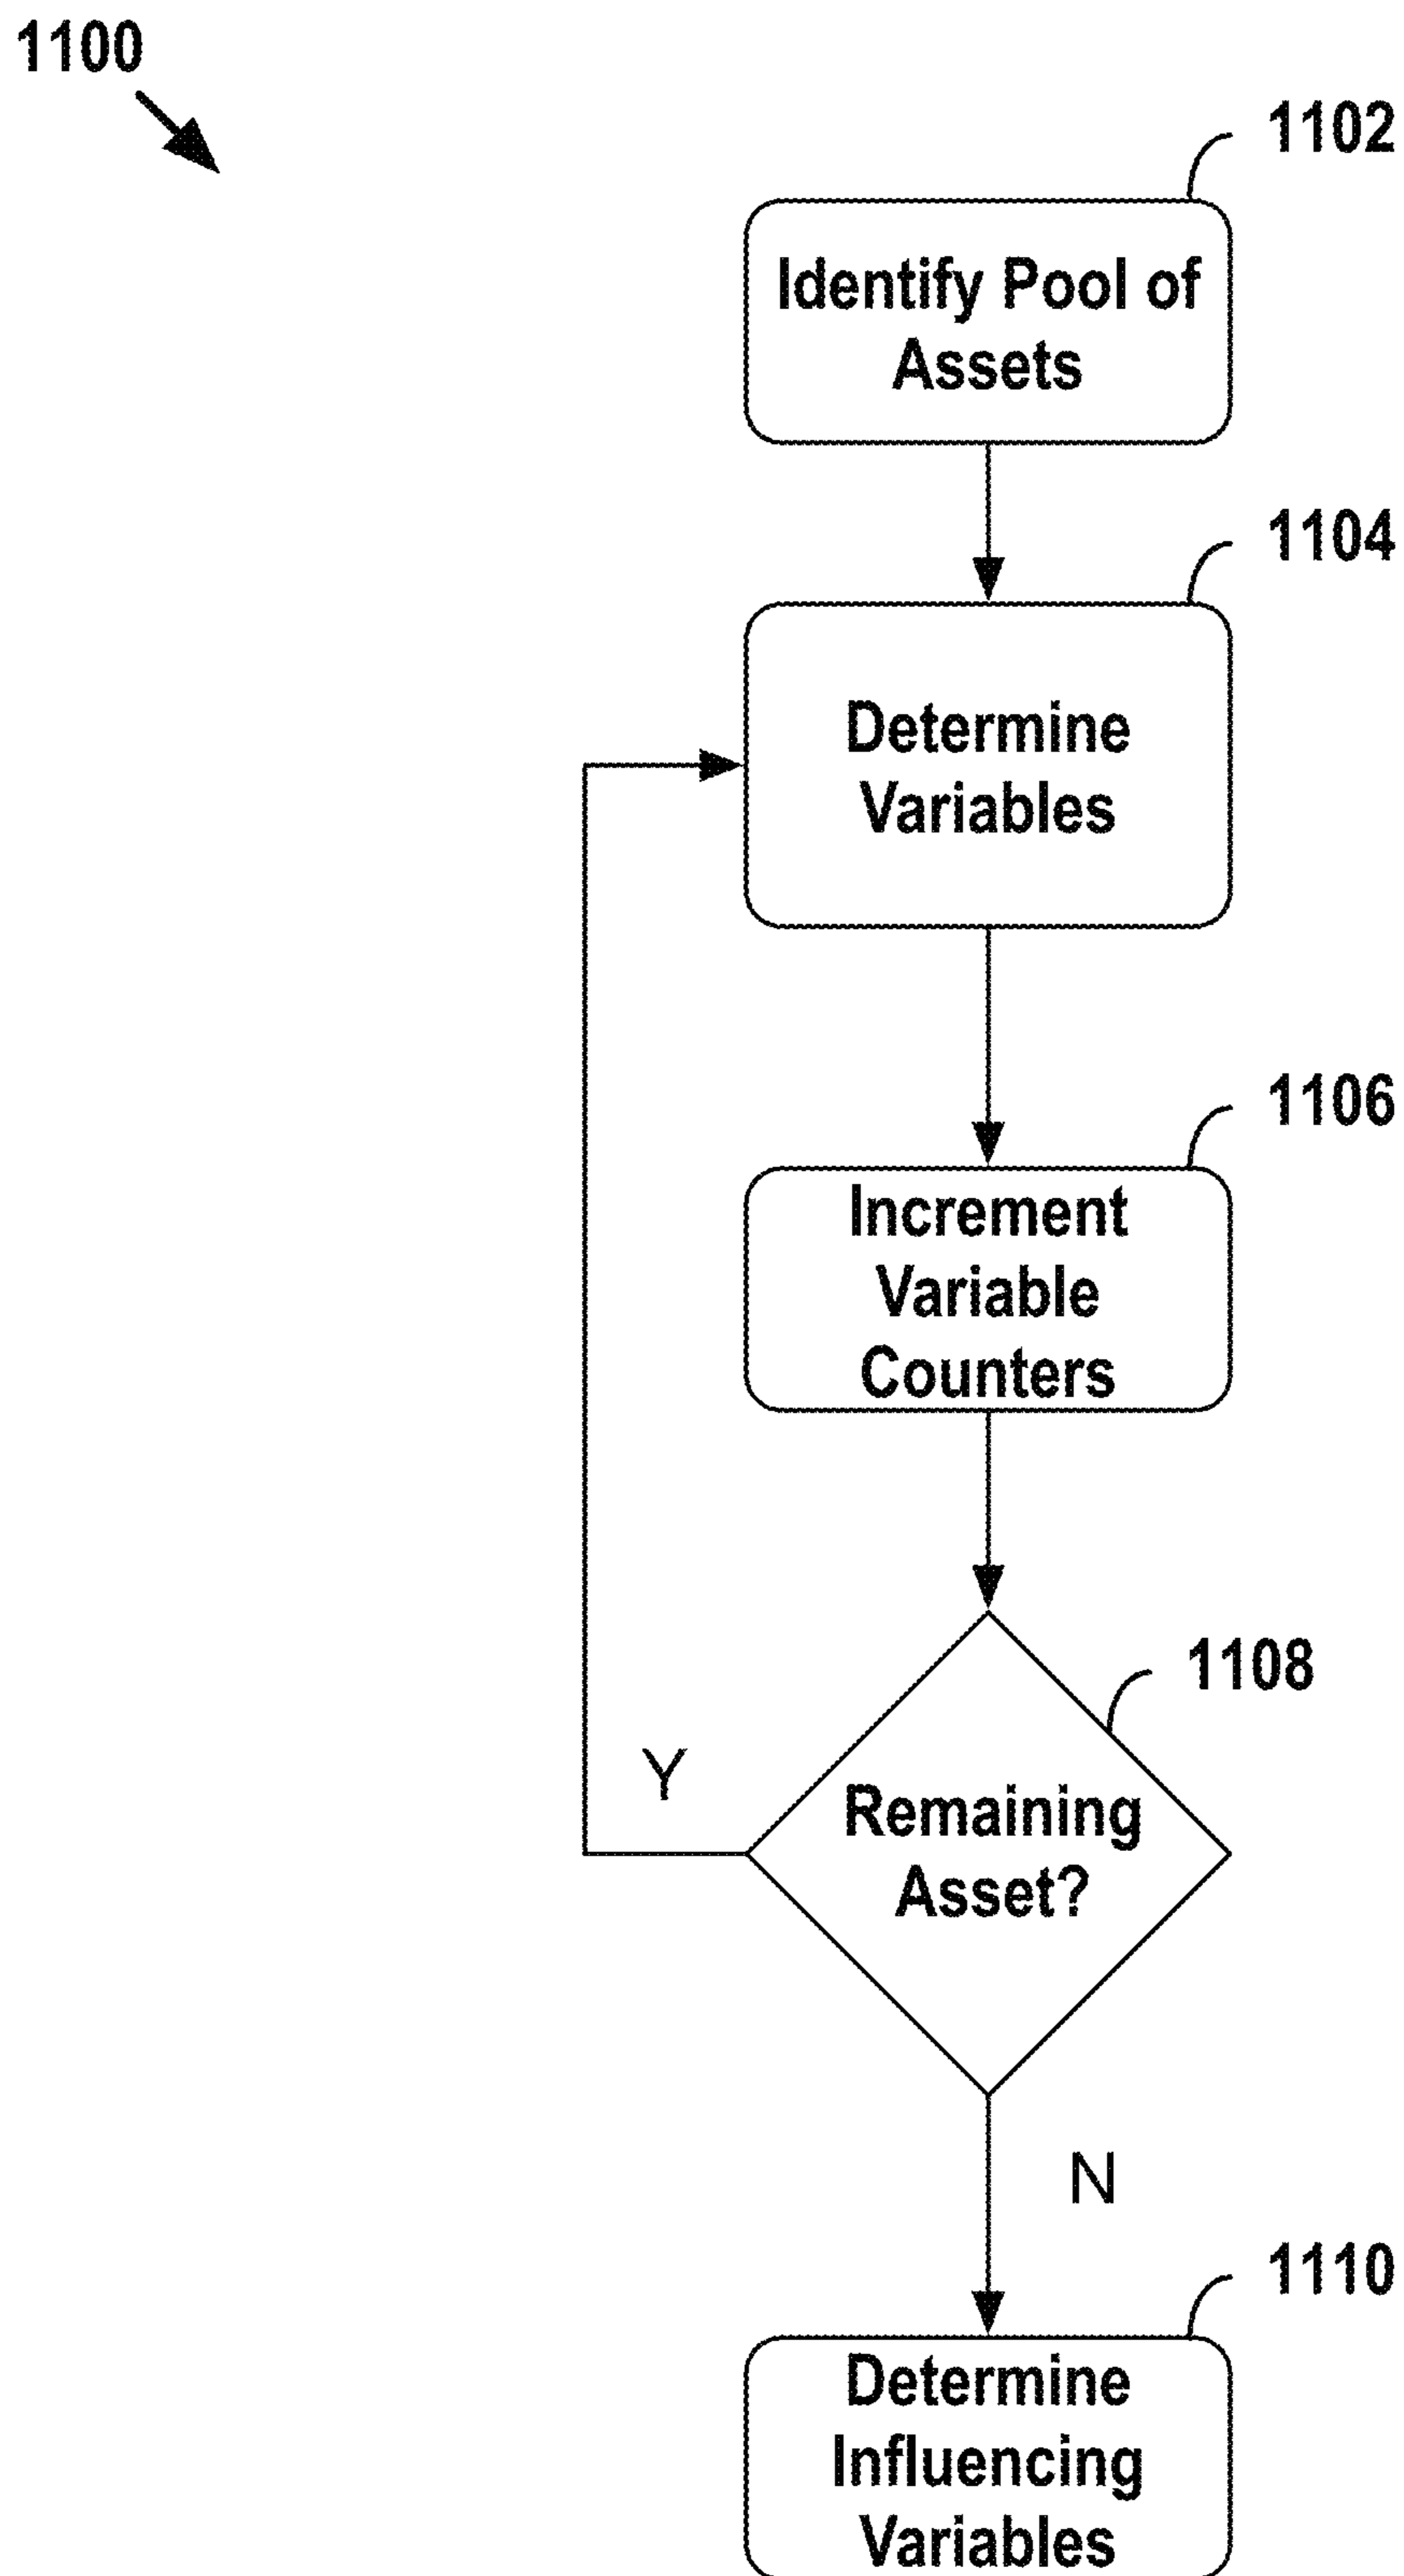 1100
1102
Identify Pool of
Assets
1104
Determine
Variables
1106
Increment
Variable
Counters
1108
Remaining
Asset?
Y
N
1110
Determine
Influencing
Variables